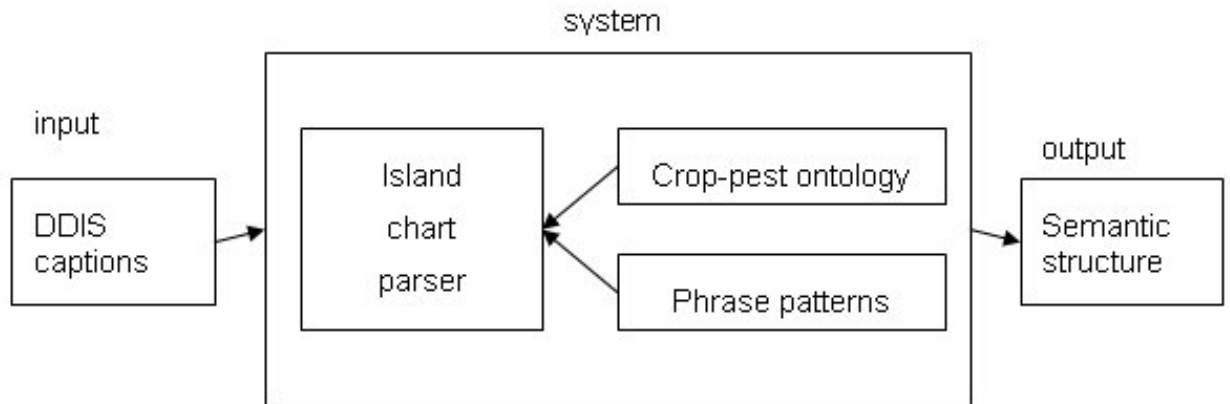 system
input
DDIS
captions
Island
chart
parser
Crop-pest ontology
Phrase patterns
output
Semantic
structure